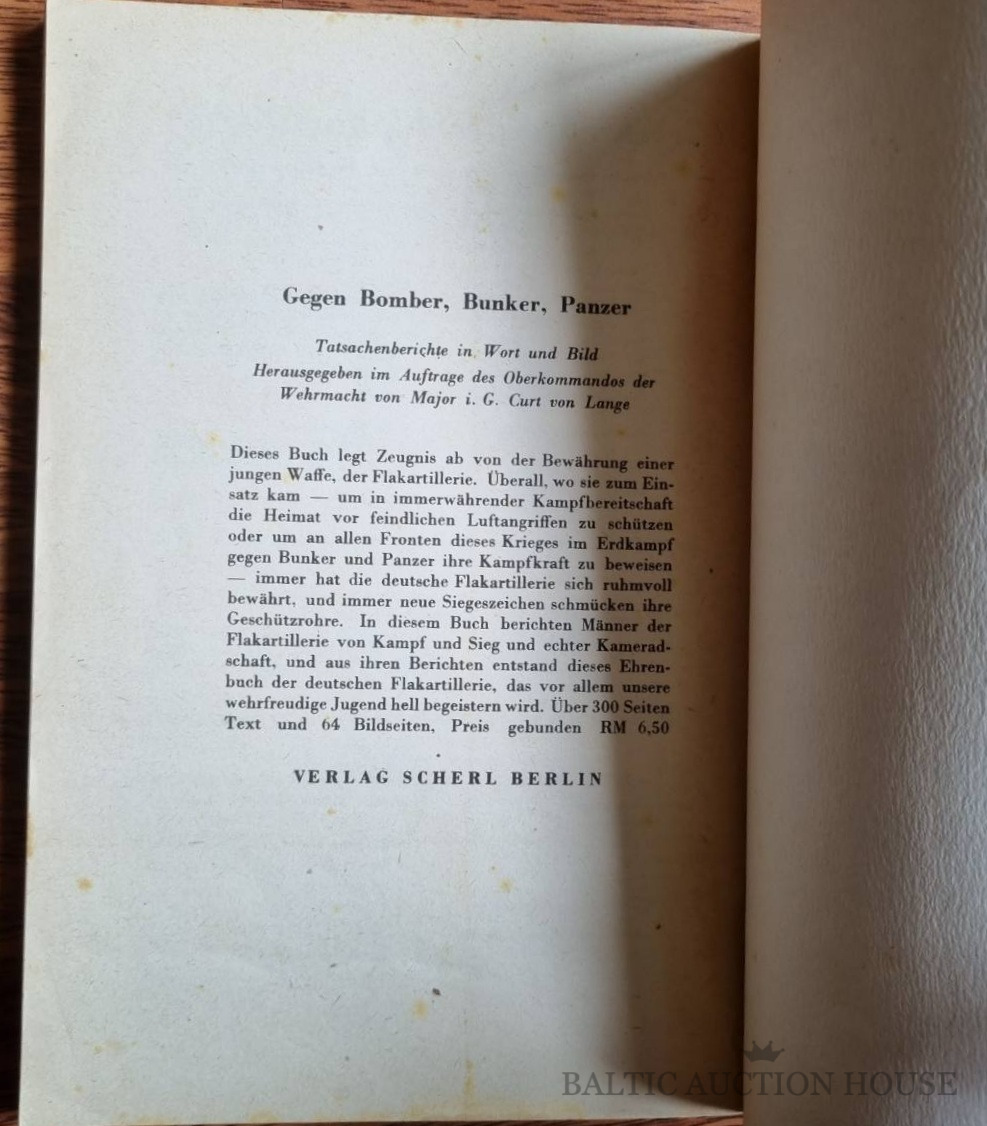 Gegen Bomber, Bunker, Panzer
Tatsachenberichte in Wort und Bild
Herausgegeben im Auftrage des Oberkommandos der
Wehrmacht von Major i. G. Curt von Lange
Dieses Buch legt Zeugnis ab von der Bewährung einer
jungen Waffe, der Flakartillerie. Überall, wo sie zum Ein-
satz kam — um in immerwährender Kampfbereitschaft
die Heimat vor feindlichen Luftangriffen zu schützen
oder um an allen Fronten dieses Krieges im Erdkampf
gegen Bunker und Panzer ihre Kampfkraft zu beweisen
— immer hat die deutsche Flakartillerie sich ruhmvoll
bewährt, und immer neue Siegeszeichen schmücken ihre
Geschützrohre. In diesem Buch berichten Männer der
Flakartillerie von Kampf und Sieg und echter Kamerad-
schaft, und aus ihren Berichten entstand dieses Ehren-
buch der deutschen Flakartillerie, das vor allem unsere
wehrfreudige Jugend hell begeistern wird. Über 300 Seiten
Text und 64 Bildseiten, Preis gebunden RM 6,50
VERLAG SCHERL BERLIN
BALTIC AUCTION HOUSE